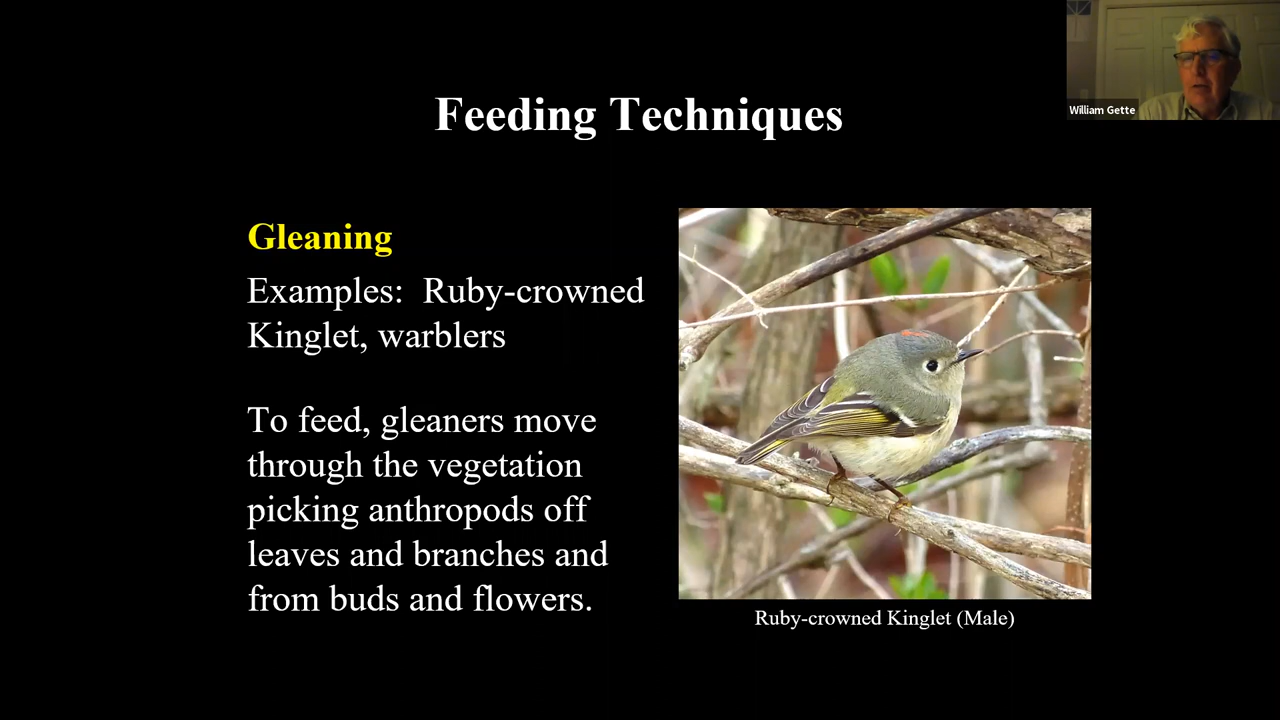 William Gette
Feeding Techniques
Gleaning
Examples:  Ruby-crowned
Kinglet, warblers
To feed, gleaners move
through the vegetation
picking anthropods off
leaves and branches and
from buds and flowers.
Ruby-crowned Kinglet (Male)